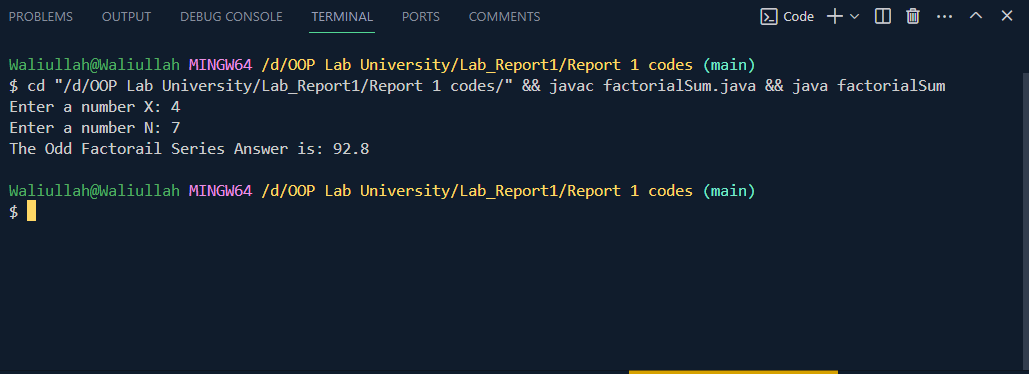 PROBLEMS OUTPUT DEBUG CONSOLE TERMINAL PORTS COMMENTS Code
Waliullah@Waliullah MINGW64 /d/OOP Lab University/Lab_Report1/Report 1 codes (main)
$ cd "/d/OOP Lab University/Lab_Report1/Report 1 codes/" && javac factorialSum.java && java factorialSum
Enter a number X: 4
Enter a number N: 7
The Odd Factorail Series Answer is: 92.8
Waliullah@Waliullah MINGW64 /d/OOP Lab University/Lab_Report1/Report 1 codes (main)
$